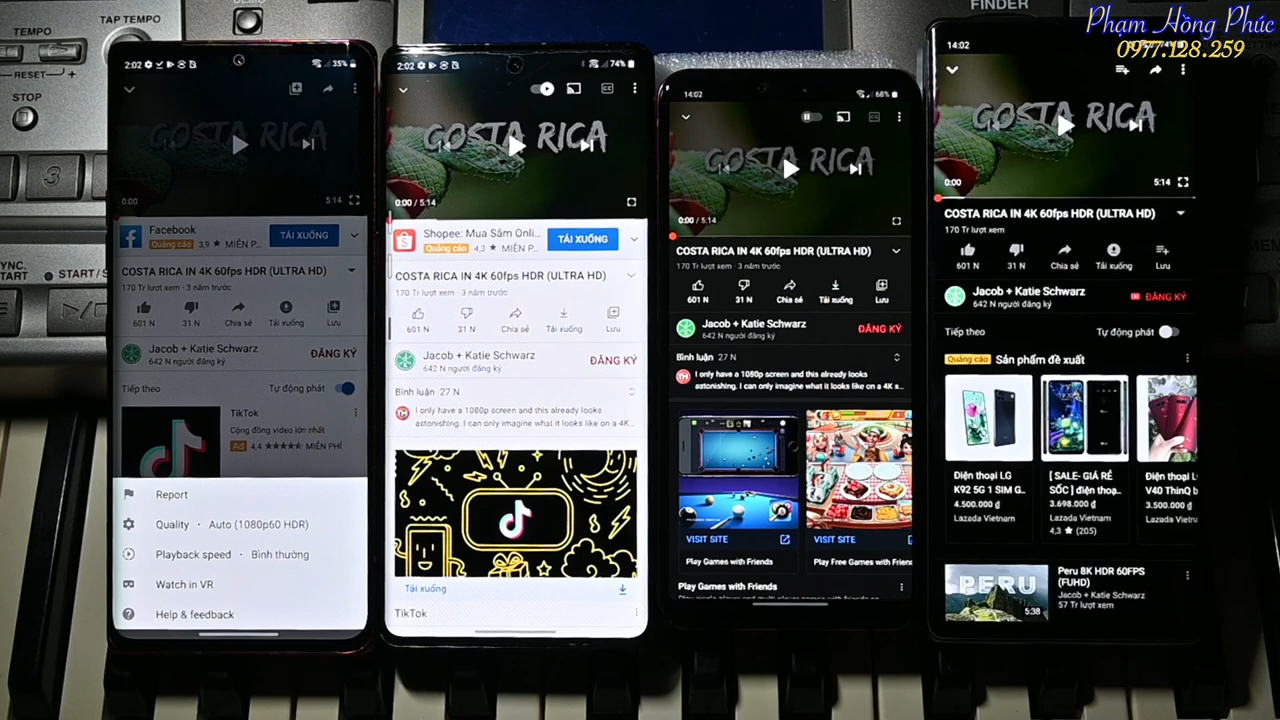 Phạm Hồng Phúc
0977.128.259
DEMO
TEMPO
RESET
+
STOP
3
SYNC.
START
START/S
TAP TEMPO
FINDER
2:02
35%
COSTA RICA
0:00
5:14
Facebook
Quảng cáo 3,9 ★ MIỄN P...
TẢI XUỐNG
COSTA RICA IN 4K 60fps HDR (ULTRA HD)
170 Tr lượt xem · 3 năm trước
601 N
31 N
Chia sẻ
Tải xuống
Lưu
Jacob + Katie Schwarz
642 N người đăng ký
ĐĂNG KÝ
Tiếp theo
Tự động phát
TikTok
Cộng đồng video lớn nhất
Ad 4,4 ★★★★★ MIỄN PHÍ
Report
Quality · Auto (1080p60 HDR)
Playback speed · Bình thường
Watch in VR
Help & feedback
2:02
74%
COSTA RICA
0:00 / 5:14
Shopee: Mua Sắm Onli...
Quảng cáo 4,3 ★ MIỄN P...
TẢI XUỐNG
COSTA RICA IN 4K 60fps HDR (ULTRA HD)
170 Tr lượt xem · 3 năm trước
601 N
31 N
Chia sẻ
Tải xuống
Lưu
Jacob + Katie Schwarz
642 N người đăng ký
ĐĂNG KÝ
Bình luận 27 N
I only have a 1080p screen and this already looks
astonishing. I can only imagine what it looks like on a 4K...
Tải xuống
TikTok
14:02
68%
COSTA RICA
0:00 / 5:14
COSTA RICA IN 4K 60fps HDR (ULTRA HD)
170 Tr lượt xem · 3 năm trước
601 N
31 N
Chia sẻ
Tải xuống
Lưu
Jacob + Katie Schwarz
642 N người đăng ký
ĐĂNG KÝ
Bình luận 27 N
I only have a 1080p screen and this already looks
astonishing. I can only imagine what it looks like on a 4K s...
VISIT SITE
VISIT SITE
Play Games with Friends
Play Free Games with Fr
Play Games with Friends
14:02
COSTA RICA
0:00
5:14
COSTA RICA IN 4K 60fps HDR (ULTRA HD)
170 Tr lượt xem
601 N
31 N
Chia sẻ
Tải xuống
Lưu
Jacob + Katie Schwarz
642 N người đăng ký
ĐĂNG KÝ
Tiếp theo
Tự động phát
Quảng cáo Sản phẩm đề xuất
Điện thoại LG
K92 5G 1 SIM G..
4.500.000 ₫
Lazada Vietnam
[ SALE- GIÁ RẺ
SỐC ] điện thoạ...
3.698.000 ₫
Lazada Vietnam
4,3 ★ (205)
Điện tho
V40 ThinQ b
3.500.000 ₫
Lazada Vietn
PERU
5:38
Peru 8K HDR 60FPS
(FUHD)
Jacob + Katie Schwarz
57 Tr lượt xem